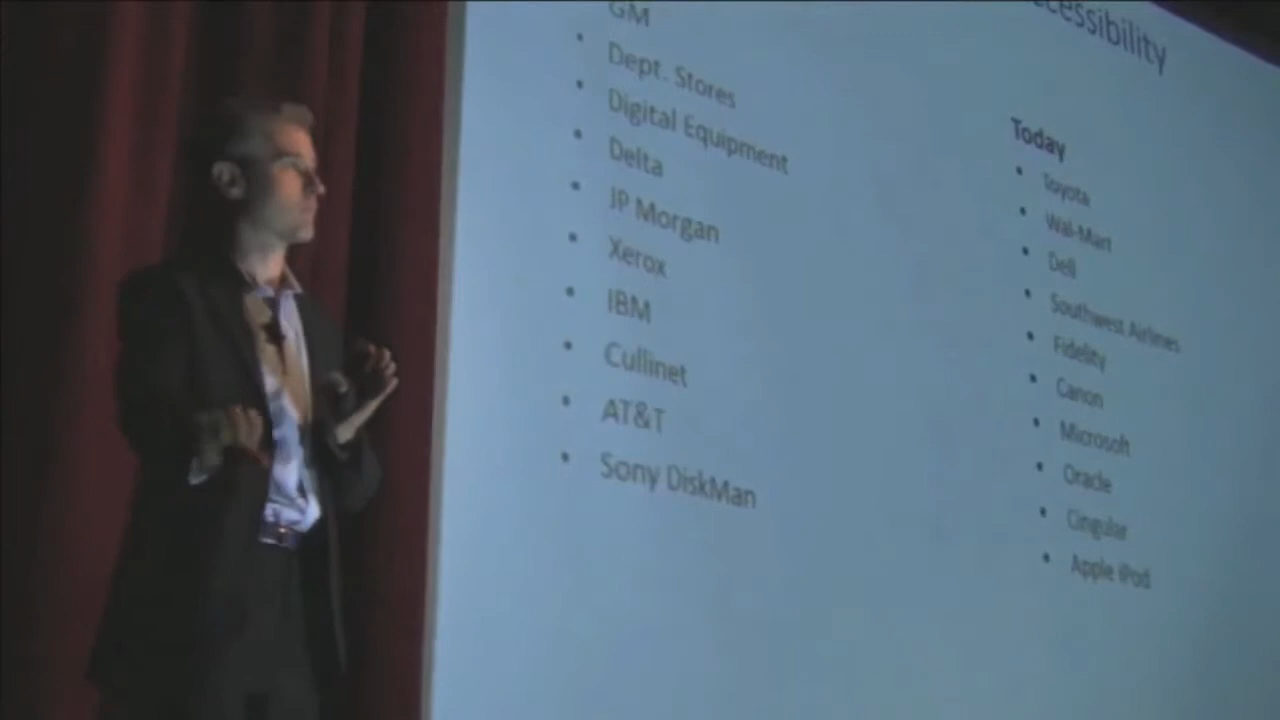 ccessibility
GM
Dept. Stores
Digital Equipment
Delta
JP Morgan
Xerox
IBM
Cullinet
AT&T
Sony DiskMan
Today
Toyota
Wal-Mart
Dell
Southwest Airlines
Fidelity
Canon
Microsoft
Oracle
Cingular
Apple iPod